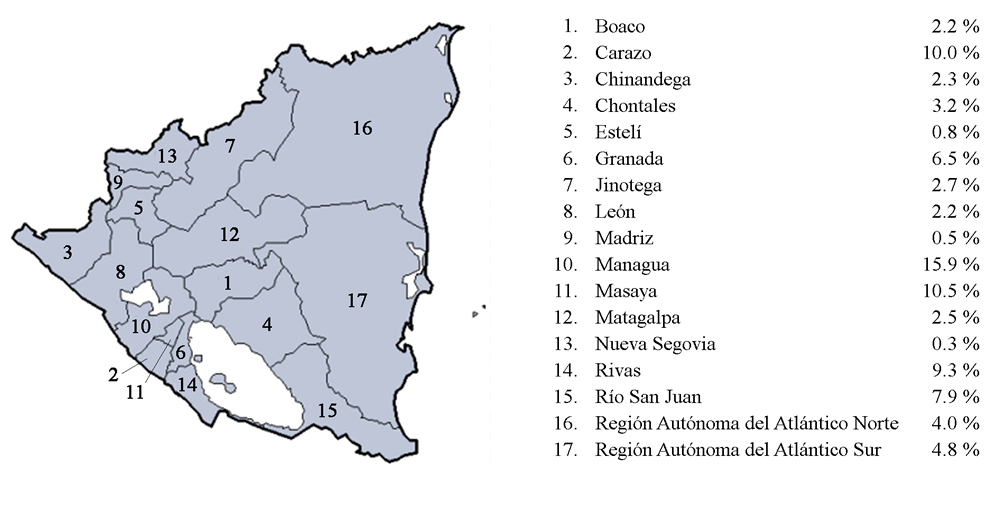 16
7
13
9
5
12
3
8
1
17
10
4
6
2
11
14
15
1. Boaco 2.2 %
2. Carazo 10.0 %
3. Chinandega 2.3 %
4. Chontales 3.2 %
5. Estelí 0.8 %
6. Granada 6.5 %
7. Jinotega 2.7 %
8. León 2.2 %
9. Madriz 0.5 %
10. Managua 15.9 %
11. Masaya 10.5 %
12. Matagalpa 2.5 %
13. Nueva Segovia 0.3 %
14. Rivas 9.3 %
15. Río San Juan 7.9 %
16. Región Autónoma del Atlántico Norte 4.0 %
17. Región Autónoma del Atlántico Sur 4.8 %